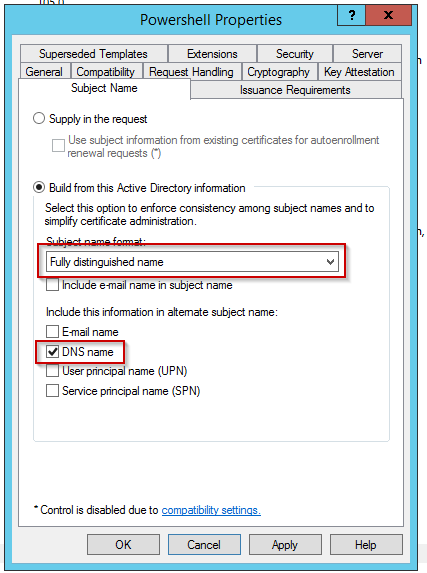 Powershell Properties
? x
Superseded Templates Extensions Security Server
General Compatibility Request Handling Cryptography Key Attestation
Subject Name Issuance Requirements
Supply in the request
Use subject information from existing certificates for autoenrollment
renewal requests (*)
Build from this Active Directory information
Select this option to enforce consistency among subject names and to
simplify certificate administration.
Subject name format:
Fully distinguished name
Include e-mail name in subject name
Include this information in alternate subject name:
E-mail name
DNS name
User principal name (UPN)
Service principal name (SPN)
* Control is disabled due to compatibility settings.
OK Cancel Apply Help